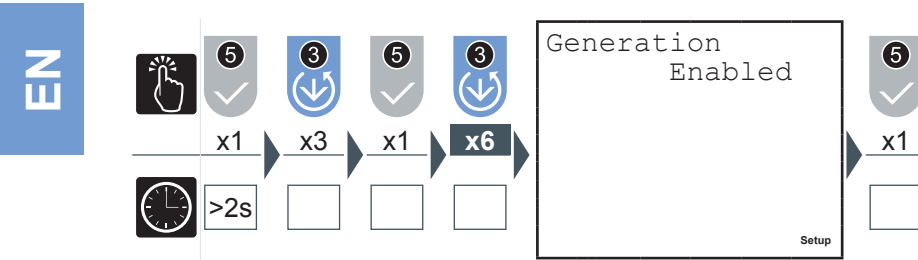 EN
5 3 5 3
x1 x3 x1 x6
>2s
Generation
Enabled
Setup
5
x1